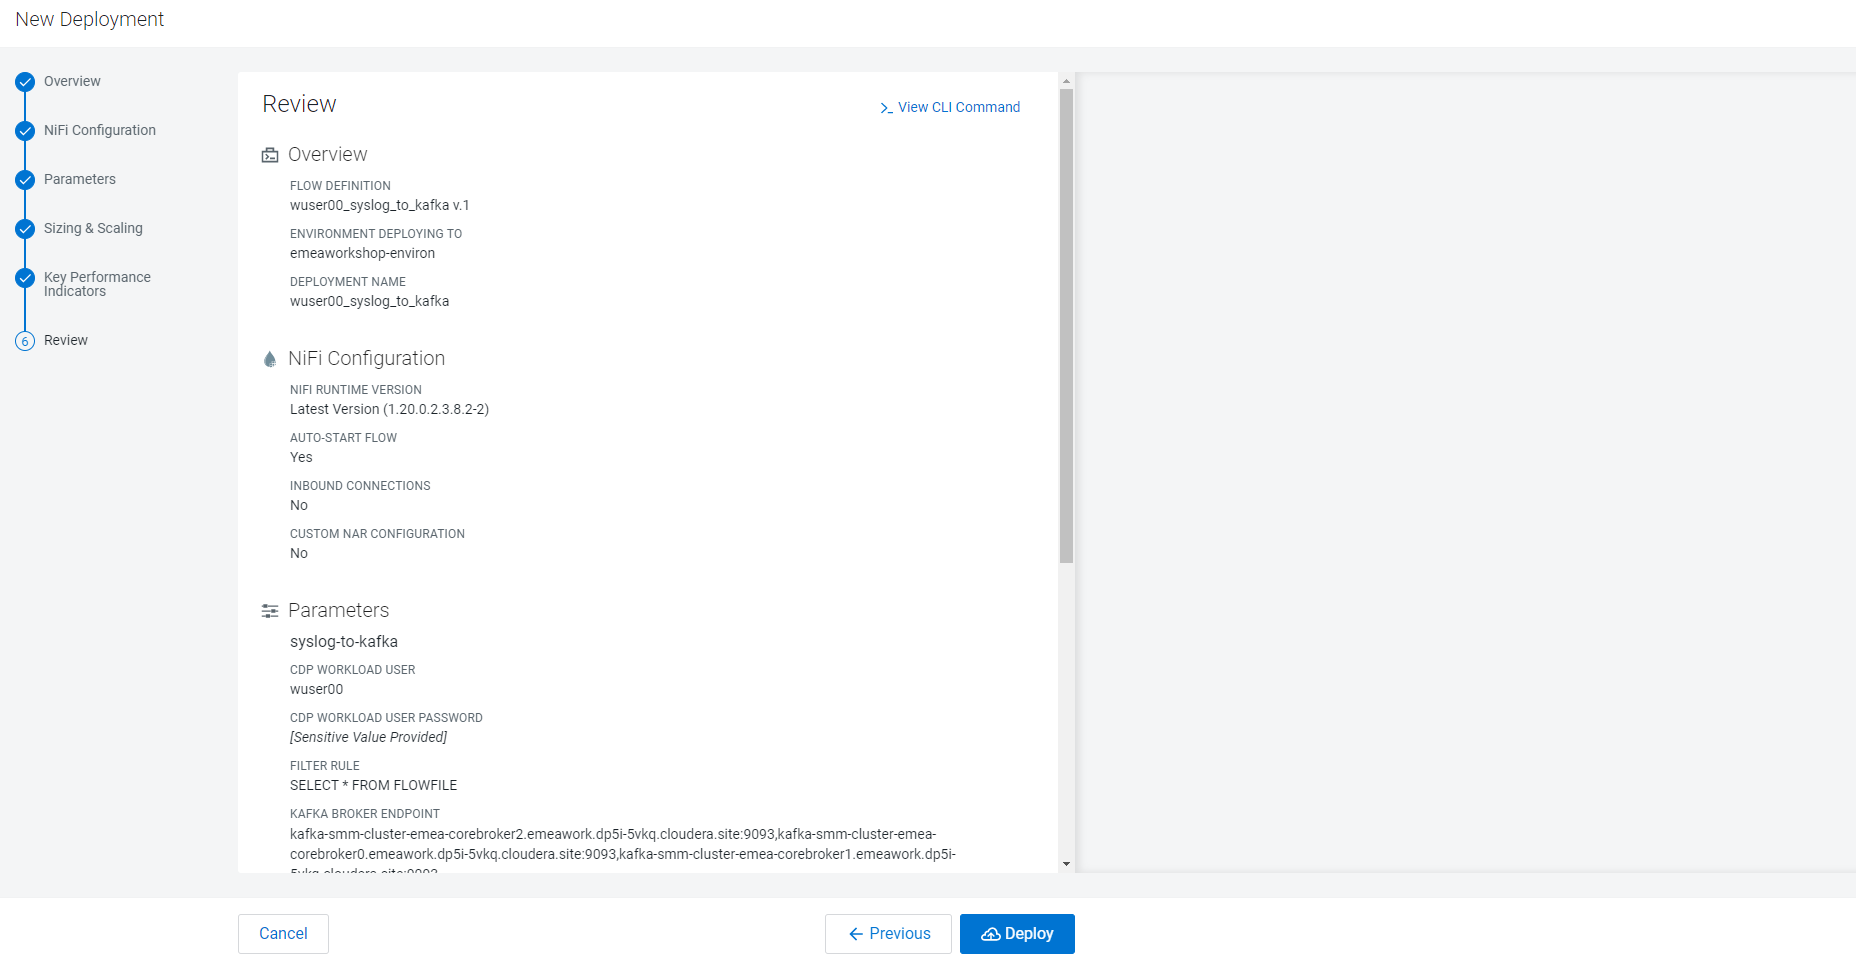 New Deployment
Overview
NiFi Configuration
Parameters
Sizing & Scaling
Key Performance
Indicators
6 Review
Review
>_ View CLI Command
Overview
FLOW DEFINITION
wuser00_syslog_to_kafka v.1
ENVIRONMENT DEPLOYING TO
emeaworkshop-environ
DEPLOYMENT NAME
wuser00_syslog_to_kafka
NiFi Configuration
NIFI RUNTIME VERSION
Latest Version (1.20.0.2.3.8.2-2)
AUTO-START FLOW
Yes
INBOUND CONNECTIONS
No
CUSTOM NAR CONFIGURATION
No
Parameters
syslog-to-kafka
CDP WORKLOAD USER
wuser00
CDP WORKLOAD USER PASSWORD
[Sensitive Value Provided]
FILTER RULE
SELECT * FROM FLOWFILE
KAFKA BROKER ENDPOINT
kafka-smm-cluster-emea-corebroker2.emeawork.dp5i-5vkq.cloudera.site:9093,kafka-smm-cluster-emea-
corebroker0.emeawork.dp5i-5vkq.cloudera.site:9093,kafka-smm-cluster-emea-corebroker1.emeawork.dp5i-
5vkq.cloudera.site:9093
Cancel
Previous
Deploy